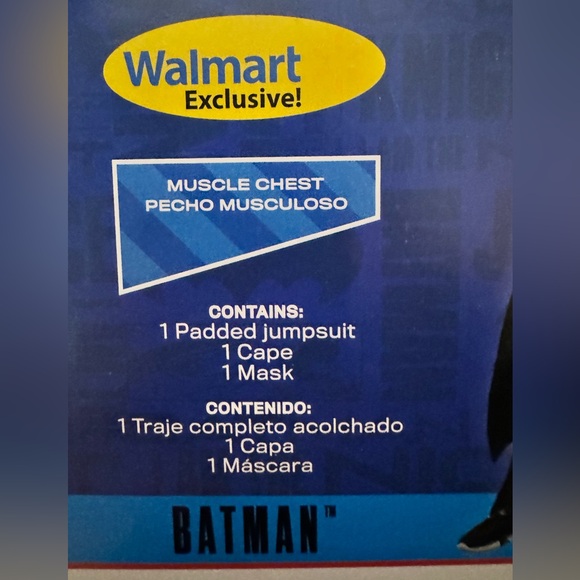 Walmart
Exclusive!
MUSCLE CHEST
PECHO MUSCULOSO
CONTAINS:
1 Padded jumpsuit
1 Cape
1 Mask
CONTENIDO:
1 Traje completo acolchado
1 Capa
1 Máscara
BATMAN™